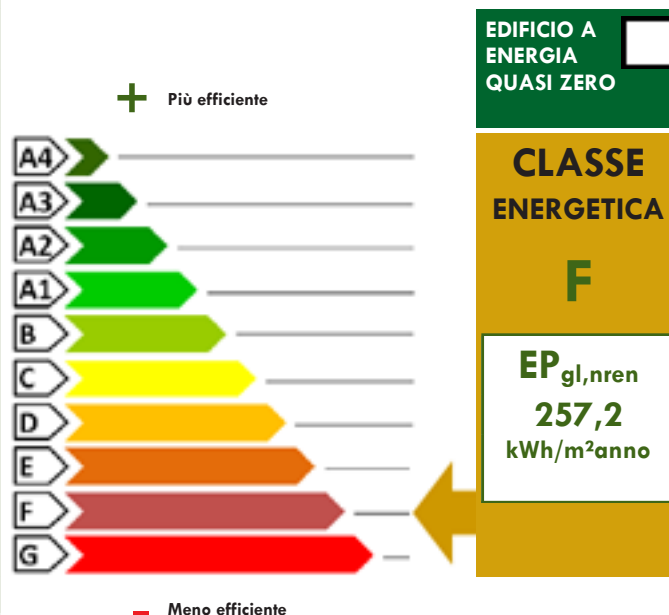 EDIFICIO A
ENERGIA
QUASI ZERO
+ Più efficiente
CLASSE
ENERGETICA
F
EPgl,nren
257,2
kWh/m²anno
A4
A3
A2
A1
B
C
D
E
F
G
- Meno efficiente